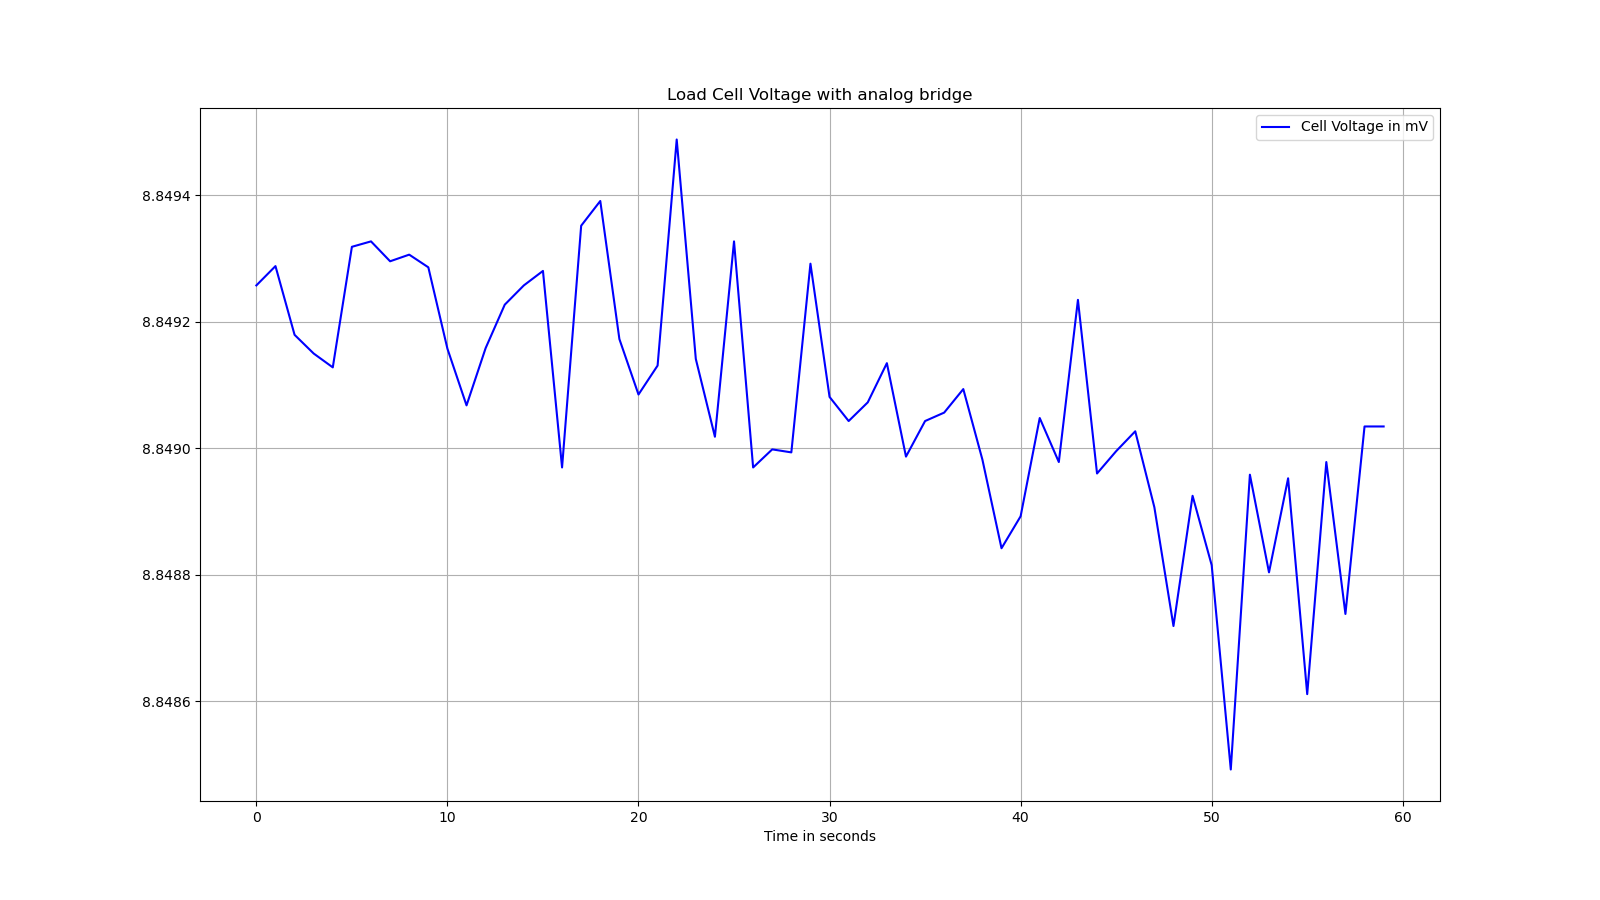 Load Cell Voltage with analog bridge
Cell Voltage in mV
8.8494
8.8492
8.8490
8.8488
8.8486
0 10 20 30 40 50 60
Time in seconds